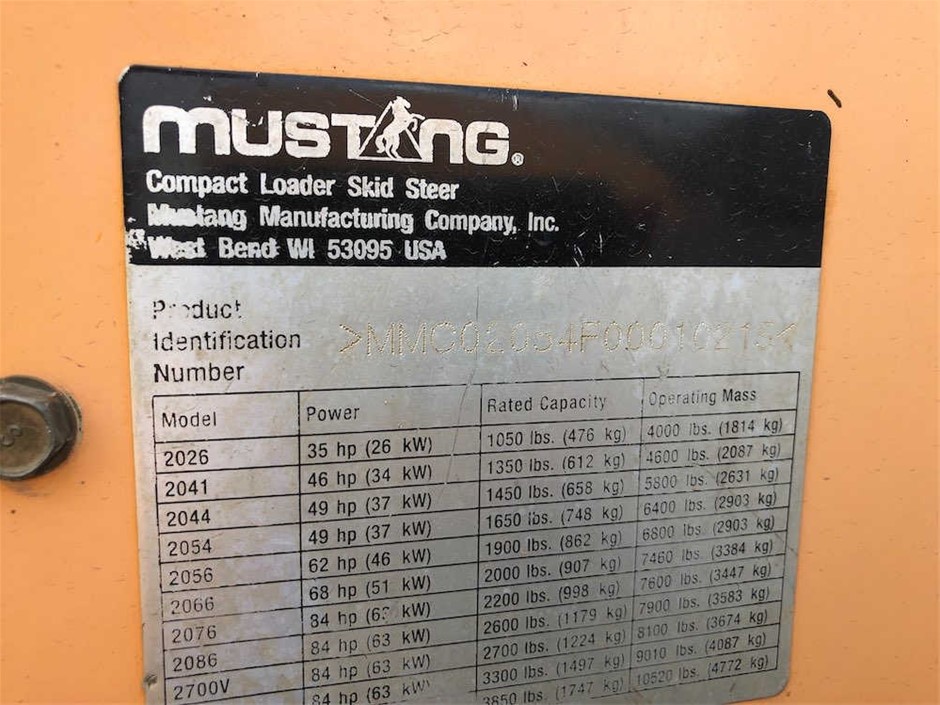 MUSTANG®
Compact Loader Skid Steer
Mustang Manufacturing Company, Inc.
West Bend WI 53095 USA
Product
Identification >MMC02054F00010215<
Number
Model Power Rated Capacity Operating Mass
2026 35 hp (26 kW) 1050 lbs. (476 kg) 4000 lbs. (1814 kg)
2041 46 hp (34 kW) 1350 lbs. (612 kg) 4600 lbs. (2087 kg)
2044 49 hp (37 kW) 1450 lbs. (658 kg) 5800 lbs. (2631 kg)
2054 49 hp (37 kW) 1650 lbs. (748 kg) 6400 lbs. (2903 kg)
2056 62 hp (46 kW) 1900 lbs. (862 kg) 6800 lbs. (2903 kg)
2066 68 hp (51 kW) 2000 lbs. (907 kg) 7460 lbs. (3384 kg)
2076 84 hp (63 kW) 2200 lbs. (998 kg) 7600 lbs. (3447 kg)
2086 84 hp (63 kW) 2600 lbs. (1179 kg) 7900 lbs. (3583 kg)
2700V 84 hp (63 kW) 2700 lbs. (1224 kg) 8100 lbs. (3674 kg)
84 hp (63 kW) 3300 lbs. (1497 kg) 9010 lbs. (4087 kg)
3850 lbs. (1747 kg) 10520 lbs. (4772 kg)